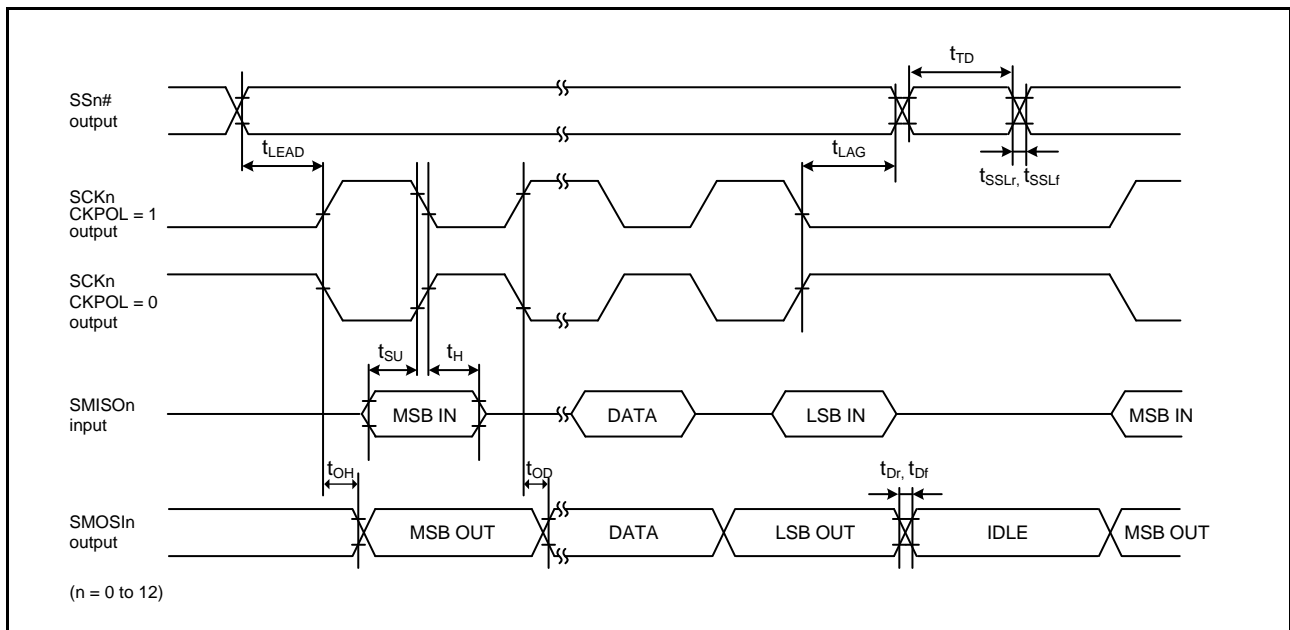 tTD
SSn#
output
tLEAD
tLAG
tSSLr, tSSLf
SCKn
CKPOL = 1
output
SCKn
CKPOL = 0
output
tSU
tH
SMISOn
input
MSB IN
DATA
LSB IN
MSB IN
tOH
tOD
tDr, tDf
SMOSIn
output
MSB OUT
DATA
LSB OUT
IDLE
MSB OUT
(n = 0 to 12)